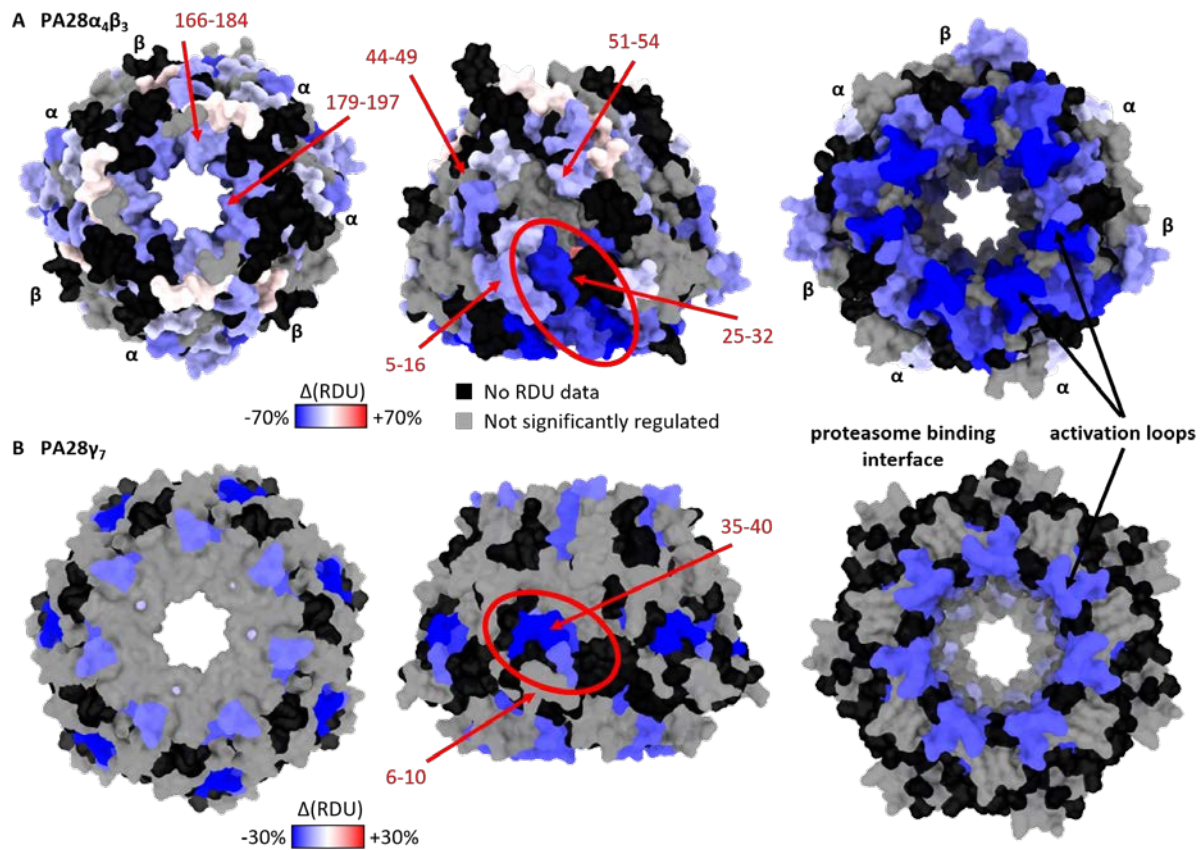 A PA28α₄β₃
166-184
β
β
α
α
179-197
α
β
β
α
44-49
51-54
5-16
25-32
β
α
α
β
β
α
α
Δ(RDU)
-70% +70%
No RDU data
Not significantly regulated
proteasome binding
interface
activation loops
B PA28γ₇
35-40
6-10
Δ(RDU)
-30% +30%